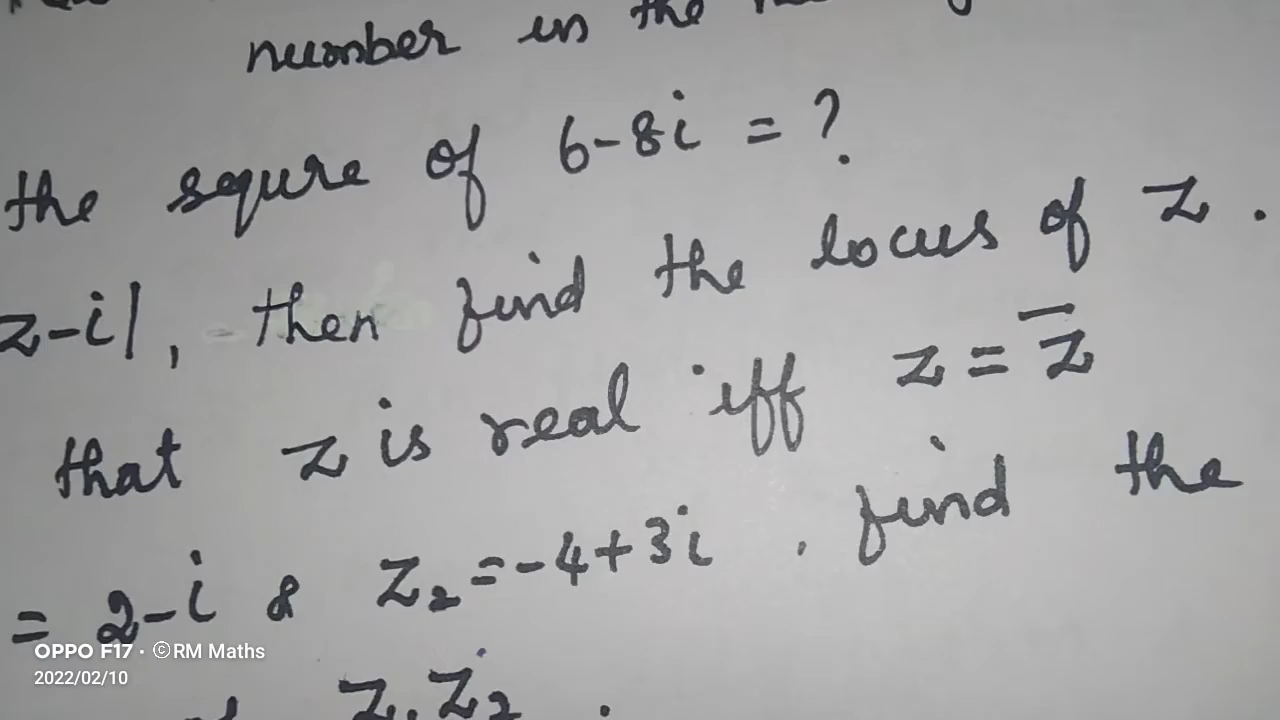 number in the
the squre of 6-8i = ?
z-i|, then find the locus of z.
that z is real iff z = z̅
= 2-i & z₂ = -4+3i . find the
z₁z₂ .
OPPO F17 · ©RM Maths
2022/02/10